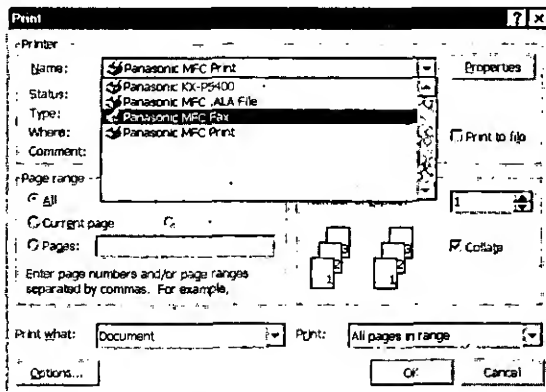 Print
Printer
Name: Panasonic MFC Print Properties
Panasonic KX-P5400
Status: Panasonic MFC .ALA File
Type: Panasonic MFC Fax
Where: Panasonic MFC Print Print to file
Comment:
Page range
All 1
Current page
Pages: Collate
Enter page numbers and/or page ranges
separated by commas. For example,
Print what: Document Print: All pages in range
Options... OK Cancel